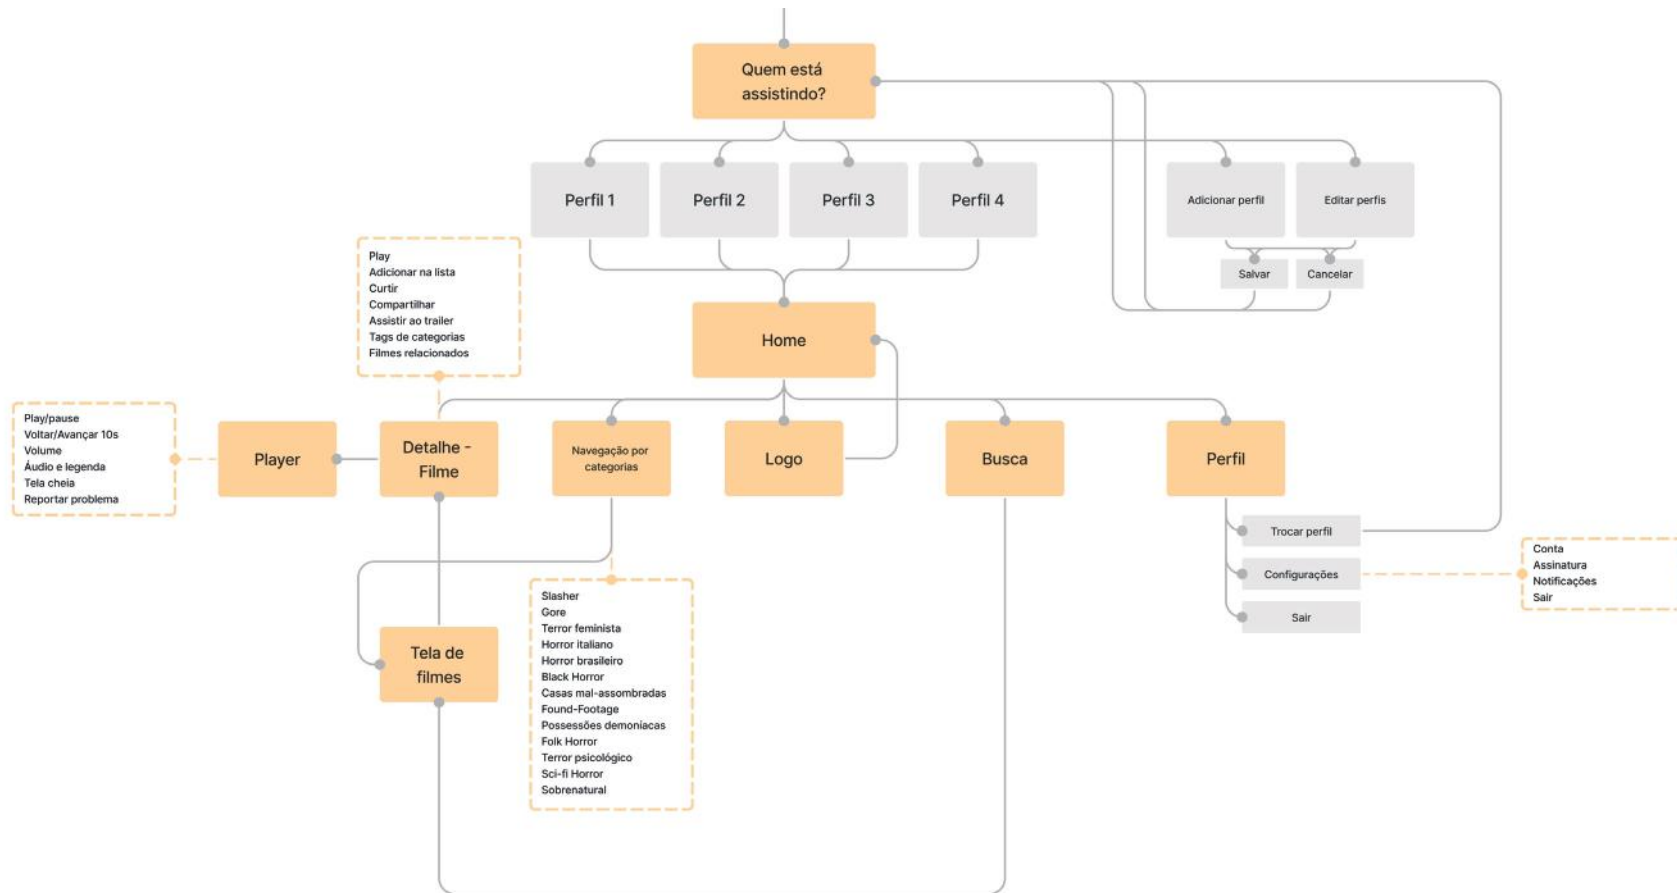 Quem está
assistindo?
Perfil 1
Perfil 2
Perfil 3
Perfil 4
Adicionar perfil
Editar perfis
Salvar
Cancelar
Play
Adicionar na lista
Curtir
Compartilhar
Assistir ao trailer
Tags de categorias
Filmes relacionados
Home
Play/pause
Voltar/Avançar 10s
Volume
Áudio e legenda
Tela cheia
Reportar problema
Player
Detalhe -
Filme
Navegação por
categorias
Logo
Busca
Perfil
Trocar perfil
Configurações
Sair
Conta
Assinatura
Notificações
Sair
Tela de
filmes
Slasher
Gore
Terror feminista
Horror italiano
Horror brasileiro
Black Horror
Casas mal-assombradas
Found-Footage
Possessões demoníacas
Folk Horror
Terror psicológico
Sci-fi Horror
Sobrenatural